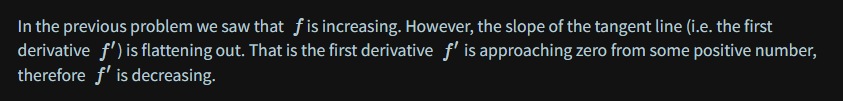 In the previous problem we saw that f is increasing. However, the slope of the tangent line (i.e. the first
derivative f′) is flattening out. That is the first derivative f′ is approaching zero from some positive number,
therefore f′ is decreasing.